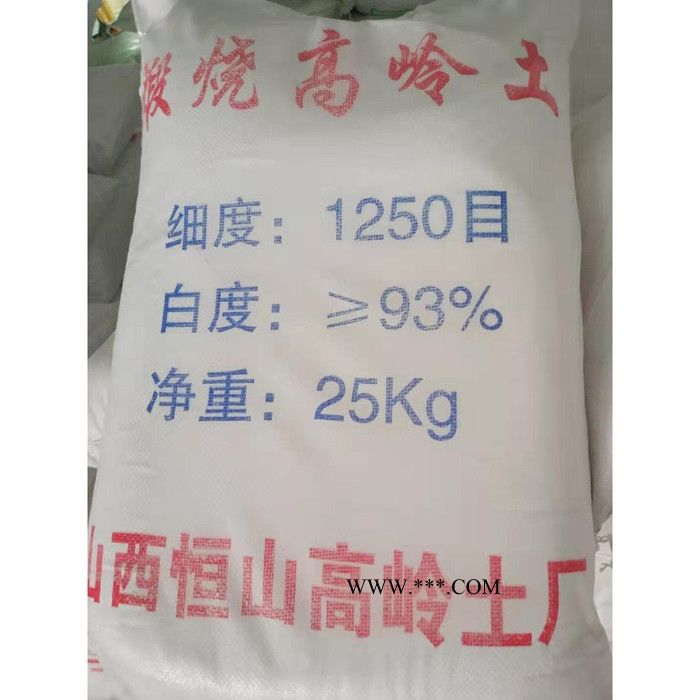 煅烧高岭土
细度：1250目
白度：≥93%
净重：25Kg
山西恒山高岭土厂
WWW.***.COM